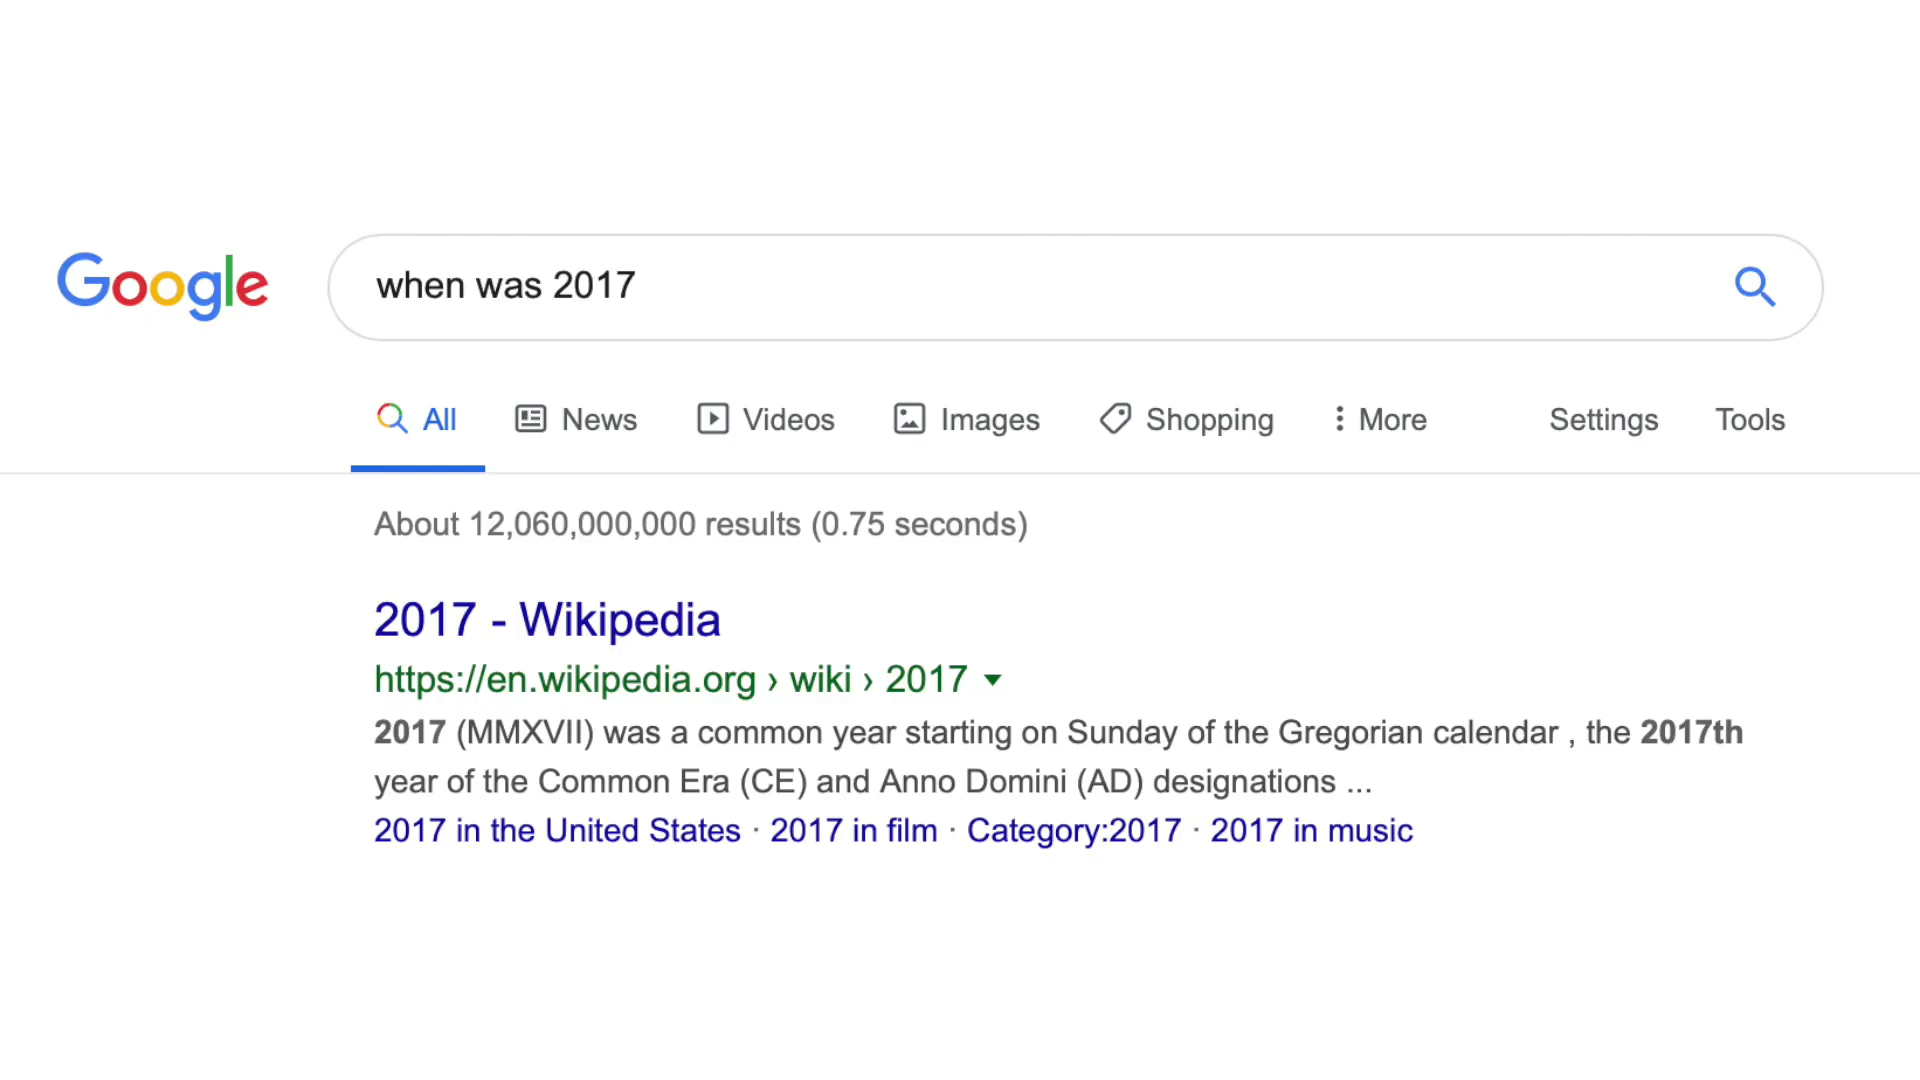 Google when was 2017
All News Videos Images Shopping More Settings Tools
About 12,060,000,000 results (0.75 seconds)
2017 - Wikipedia
https://en.wikipedia.org › wiki › 2017
2017 (MMXVII) was a common year starting on Sunday of the Gregorian calendar , the 2017th
year of the Common Era (CE) and Anno Domini (AD) designations ...
2017 in the United States · 2017 in film · Category:2017 · 2017 in music